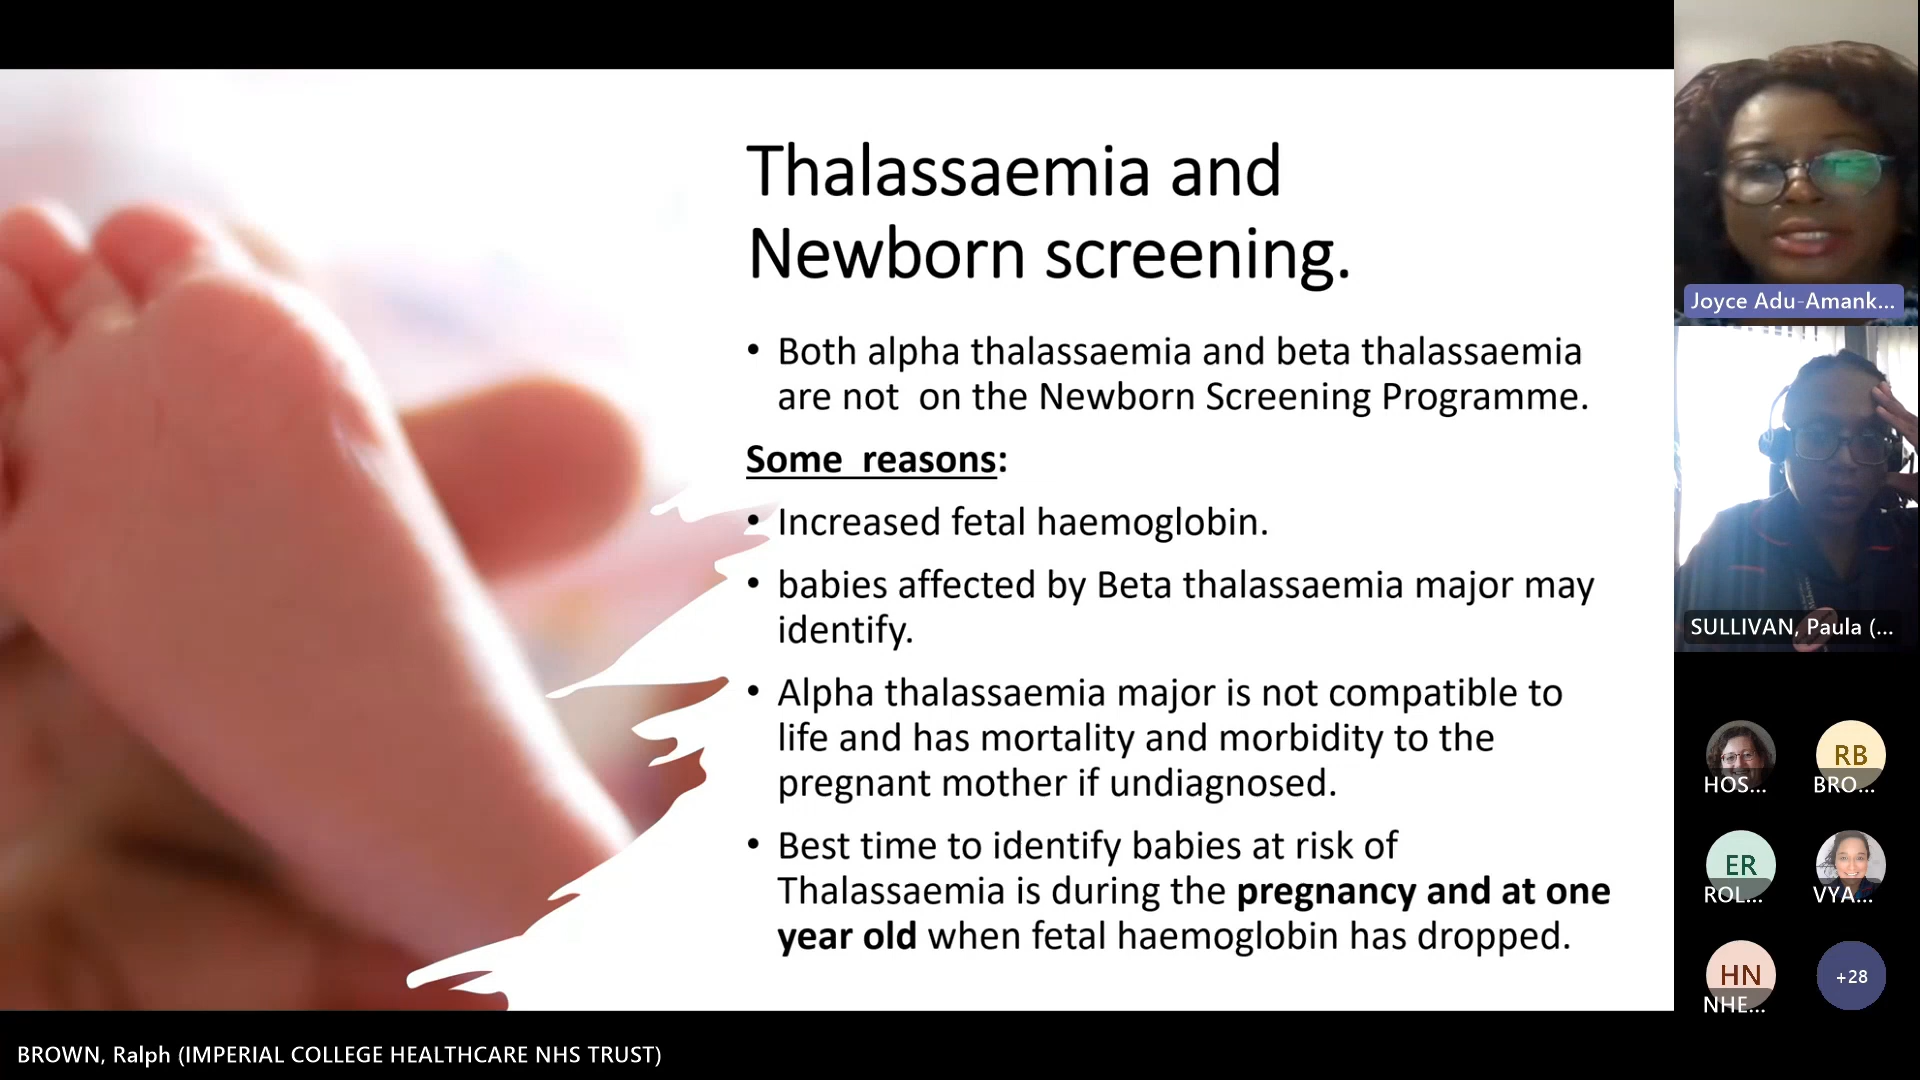 Thalassaemia and
Newborn screening.
• Both alpha thalassaemia and beta thalassaemia
are not  on the Newborn Screening Programme.
Some  reasons:
• Increased fetal haemoglobin.
• babies affected by Beta thalassaemia major may
identify.
• Alpha thalassaemia major is not compatible to
life and has mortality and morbidity to the
pregnant mother if undiagnosed.
• Best time to identify babies at risk of
Thalassaemia is during the pregnancy and at one
year old when fetal haemoglobin has dropped.
Joyce Adu-Amank...
SULLIVAN, Paula (...
HOS...
RB
BRO...
ER
ROL...
VYA...
HN
NHE...
+28
BROWN, Ralph (IMPERIAL COLLEGE HEALTHCARE NHS TRUST)